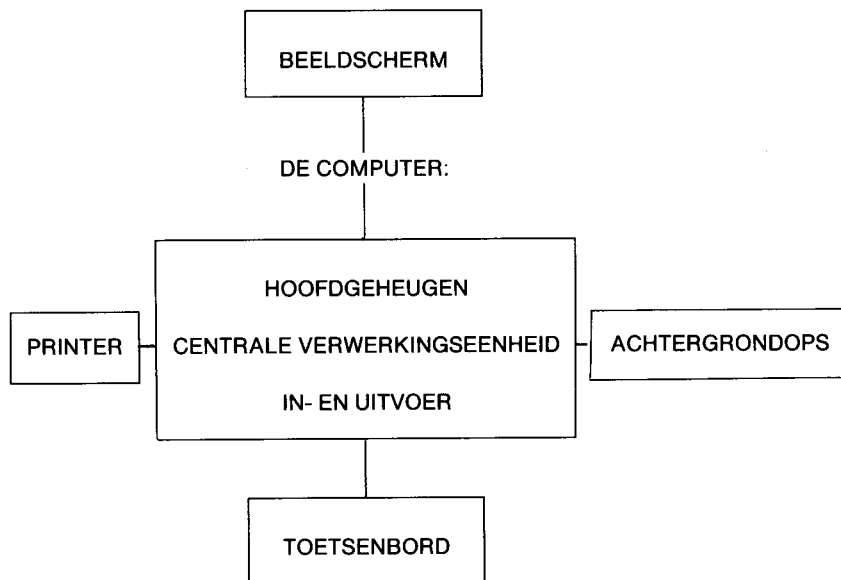 BEELDSCHERM
DE COMPUTER:
HOOFDGEHEUGEN
PRINTER
CENTRALE VERWERKINGSEENHEID
ACHTERGRONDOPS
IN- EN UITVOER
TOETSENBORD